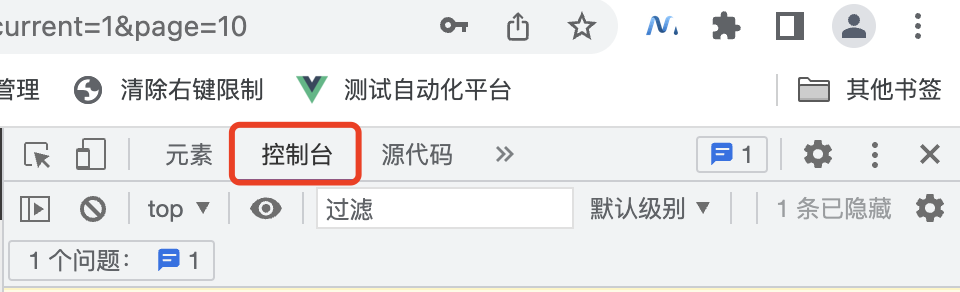 current=1&page=10
管理 清除右键限制 测试自动化平台 其他书签
元素 控制台 源代码 » 1
top ▼ 过滤 默认级别 ▼ 1 条已隐藏
1 个问题： 1